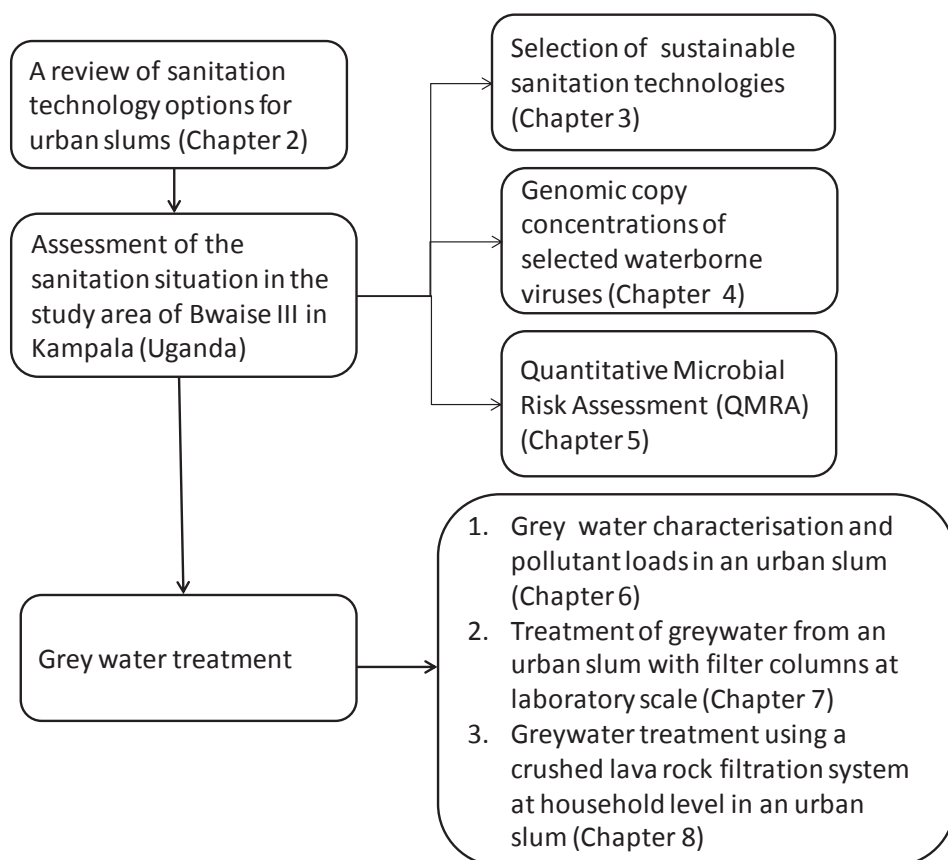 A review of sanitation
technology options for
urban slums (Chapter 2)
Assessment of the
sanitation situation in the
study area of Bwaise III in
Kampala (Uganda)
Grey water treatment
Selection of sustainable
sanitation technologies
(Chapter 3)
Genomic copy
concentrations of
selected waterborne
viruses (Chapter 4)
Quantitative Microbial
Risk Assessment (QMRA)
(Chapter 5)
1. Grey water characterisation and
pollutant loads in an urban slum
(Chapter 6)
2. Treatment of greywater from an
urban slum with filter columns at
laboratory scale (Chapter 7)
3. Greywater treatment using a
crushed lava rock filtration system
at household level in an urban
slum (Chapter 8)